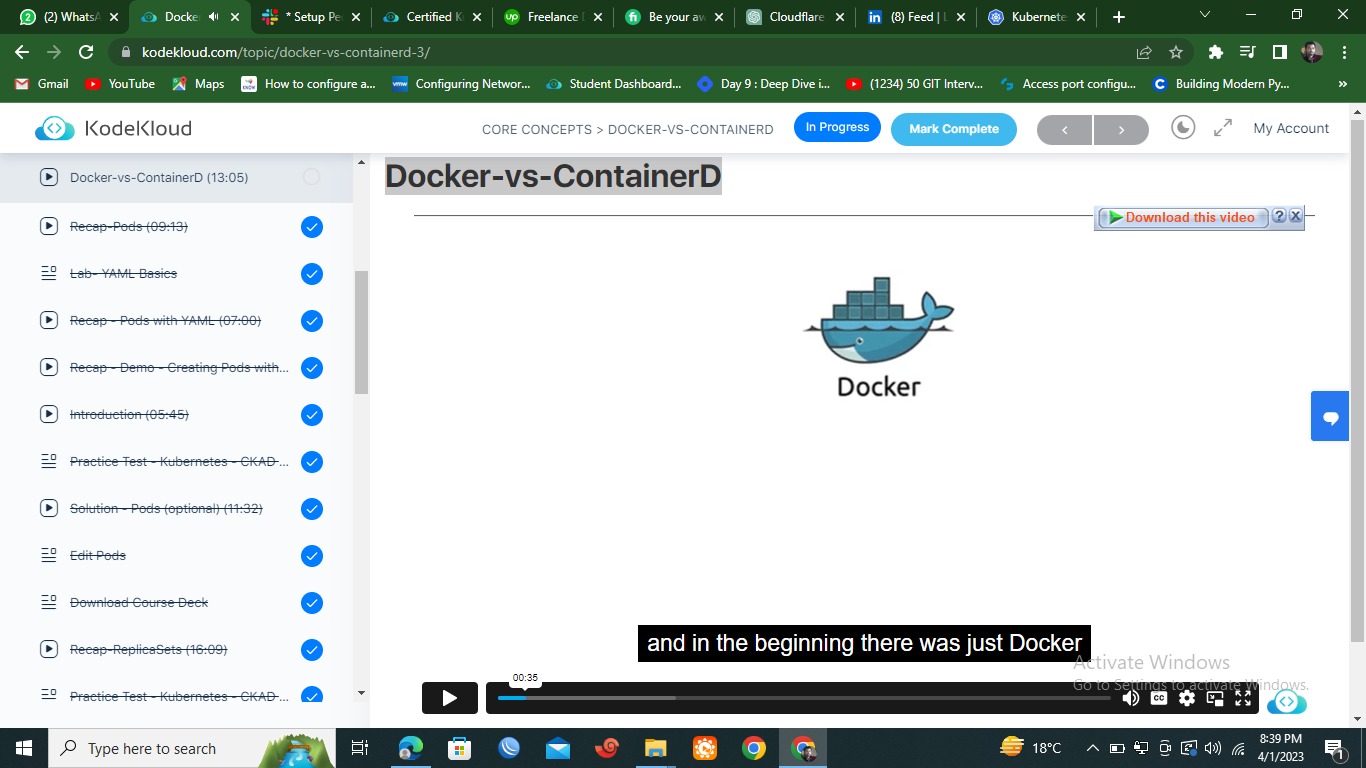 (2) WhatsA
Docke
* Setup Pe
Certified K
Freelance
Be your aw
Cloudflare
(8) Feed | L
Kubernete
kodekloud.com/topic/docker-vs-containerd-3/
Gmail
YouTube
Maps
How to configure a...
Configuring Networ...
Student Dashboard...
Day 9 : Deep Dive i...
(1234) 50 GIT Interv...
Access port configu...
Building Modern Py...
»
KodeKloud
CORE CONCEPTS > DOCKER-VS-CONTAINERD
In Progress
Mark Complete
My Account
Docker-vs-ContainerD (13:05)
Recap-Pods (09:13)
Lab- YAML Basics
Recap - Pods with YAML (07:00)
Recap - Demo - Creating Pods with...
Introduction (05:45)
Practice Test - Kubernetes - CKAD ...
Solution - Pods (optional) (11:32)
Edit Pods
Download Course Deck
Recap-ReplicaSets (16:09)
Practice Test - Kubernetes - CKAD ...
Docker-vs-ContainerD
Download this video
?
X
Docker
and in the beginning there was just Docker
Activate Windows
Go to Settings to activate Windows.
00:35
CC
Type here to search
18°C
8:39 PM
4/1/2023
1